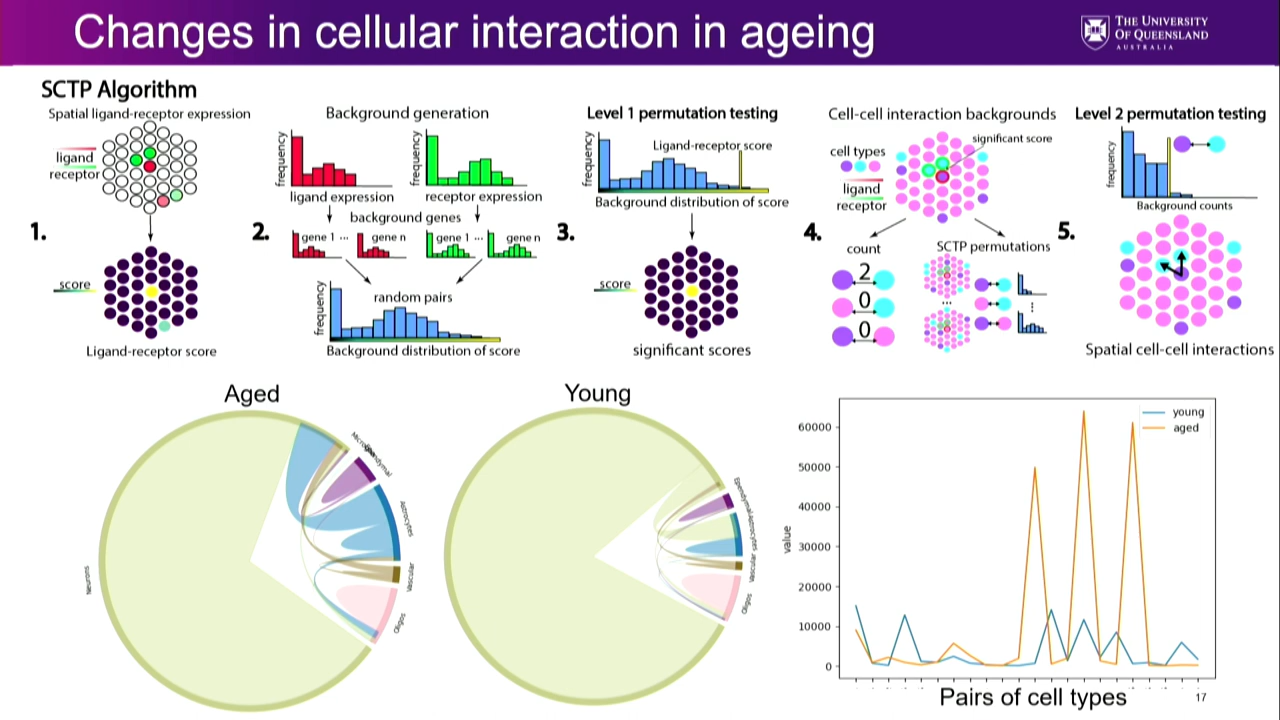 Changes in cellular interaction in ageing
THE UNIVERSITY
OF QUEENSLAND
AUSTRALIA
SCTP Algorithm
Spatial ligand-receptor expression
ligand
receptor
1.
score
Ligand-receptor score
Background generation
frequency
frequency
ligand expression
receptor expression
background genes
2.
gene 1 ...
gene n
gene 1 ...
gene n
random pairs
frequency
Background distribution of score
Level 1 permutation testing
frequency
Ligand-receptor score
Background distribution of score
3.
score
significant scores
Cell-cell interaction backgrounds
significant score
cell types
ligand
receptor
4.
count
SCTP permutations
2
0
0
...
...
Level 2 permutation testing
frequency
Background counts
5.
Spatial cell-cell interactions
Aged
Neurons
Astrocytes
Vascular
Oligos
Young
Ependymal
Astrocytes
Vascular
Oligos
young
aged
60000
50000
40000
30000
20000
10000
0
value
Pairs of cell types
17